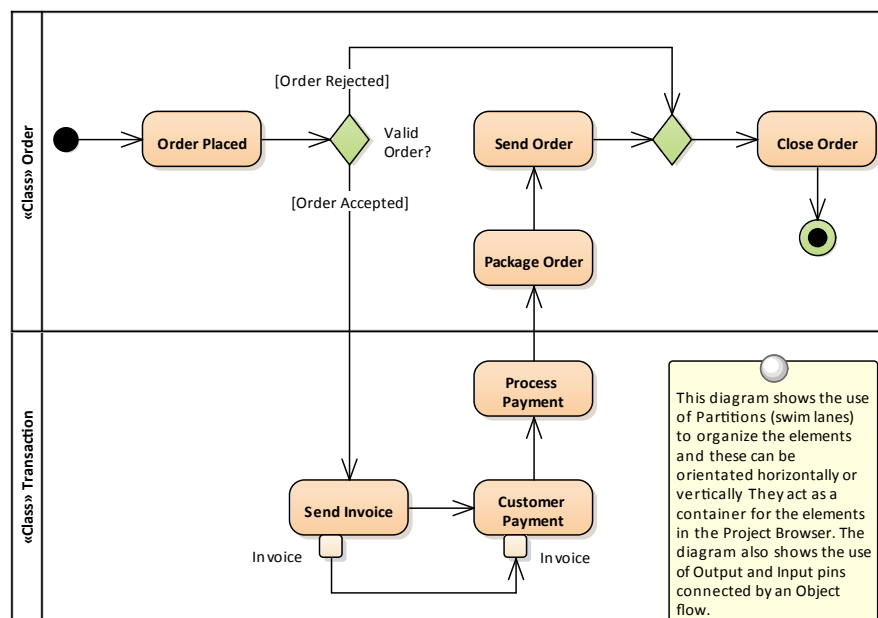 «Class» Order
[Order Rejected]
Order Placed
Valid
Order?
Send Order
Close Order
[Order Accepted]
Package Order
«Class» Transaction
Process
Payment
Send Invoice
Customer
Payment
Invoice
Invoice
This diagram shows the use
of Partitions (swim lanes)
to organize the elements
and these can be
orientated horizontally or
vertically They act as a
container for the elements
in the Project Browser. The
diagram also shows the use
of Output and Input pins
connected by an Object
flow.